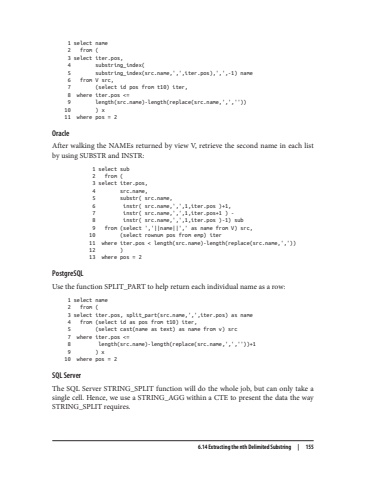 1 select name
2 from (
3 select iter.pos,
4 substring_index(
5 substring_index(src.name,',',iter.pos),',',-1) name
6 from V src,
7 (select id pos from t10) iter,
8 where iter.pos <=
9 length(src.name)-length(replace(src.name,',',''))
10 ) x
11 where pos = 2
Oracle
After walking the NAMEs returned by view V, retrieve the second name in each list
by using SUBSTR and INSTR:
1 select sub
2 from (
3 select iter.pos,
4 src.name,
5 substr( src.name,
6 instr( src.name,',',1,iter.pos )+1,
7 instr( src.name,',',1,iter.pos+1 ) -
8 instr( src.name,',',1,iter.pos )-1) sub
9 from (select ','||name||',' as name from V) src,
10 (select rownum pos from emp) iter
11 where iter.pos < length(src.name)-length(replace(src.name,','))
12 )
13 where pos = 2
PostgreSQL
Use the function SPLIT_PART to help return each individual name as a row:
1 select name
2 from (
3 select iter.pos, split_part(src.name,',',iter.pos) as name
4 from (select id as pos from t10) iter,
5 (select cast(name as text) as name from v) src
7 where iter.pos <=
8 length(src.name)-length(replace(src.name,',',''))+1
9 ) x
10 where pos = 2
SQL Server
The SQL Server STRING_SPLIT function will do the whole job, but can only take a
single cell. Hence, we use a STRING_AGG within a CTE to present the data the way
STRING_SPLIT requires.
6.14 Extracting the nth Delimited Substring | 155